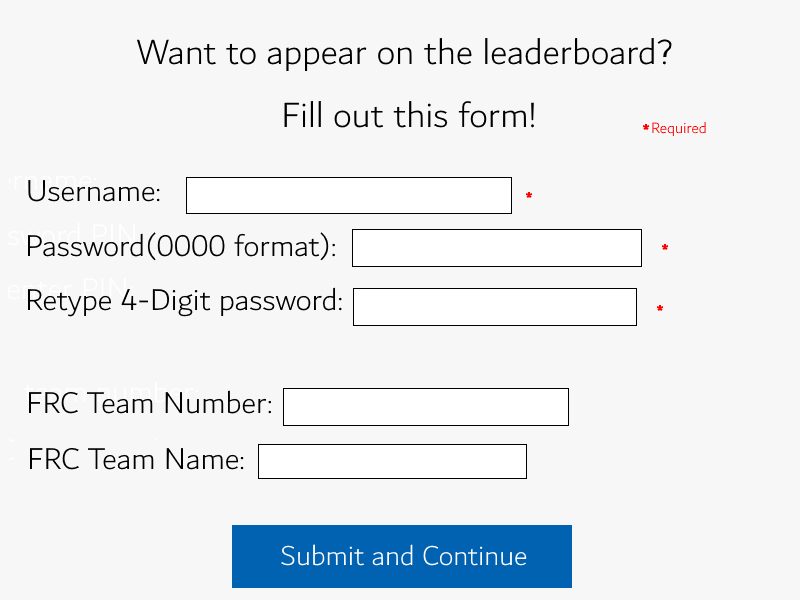 Want to appear on the leaderboard?
Fill out this form!
*Required
Username: *
Password(0000 format): *
Retype 4-Digit password: *
FRC Team Number:
FRC Team Name:
Submit and Continue